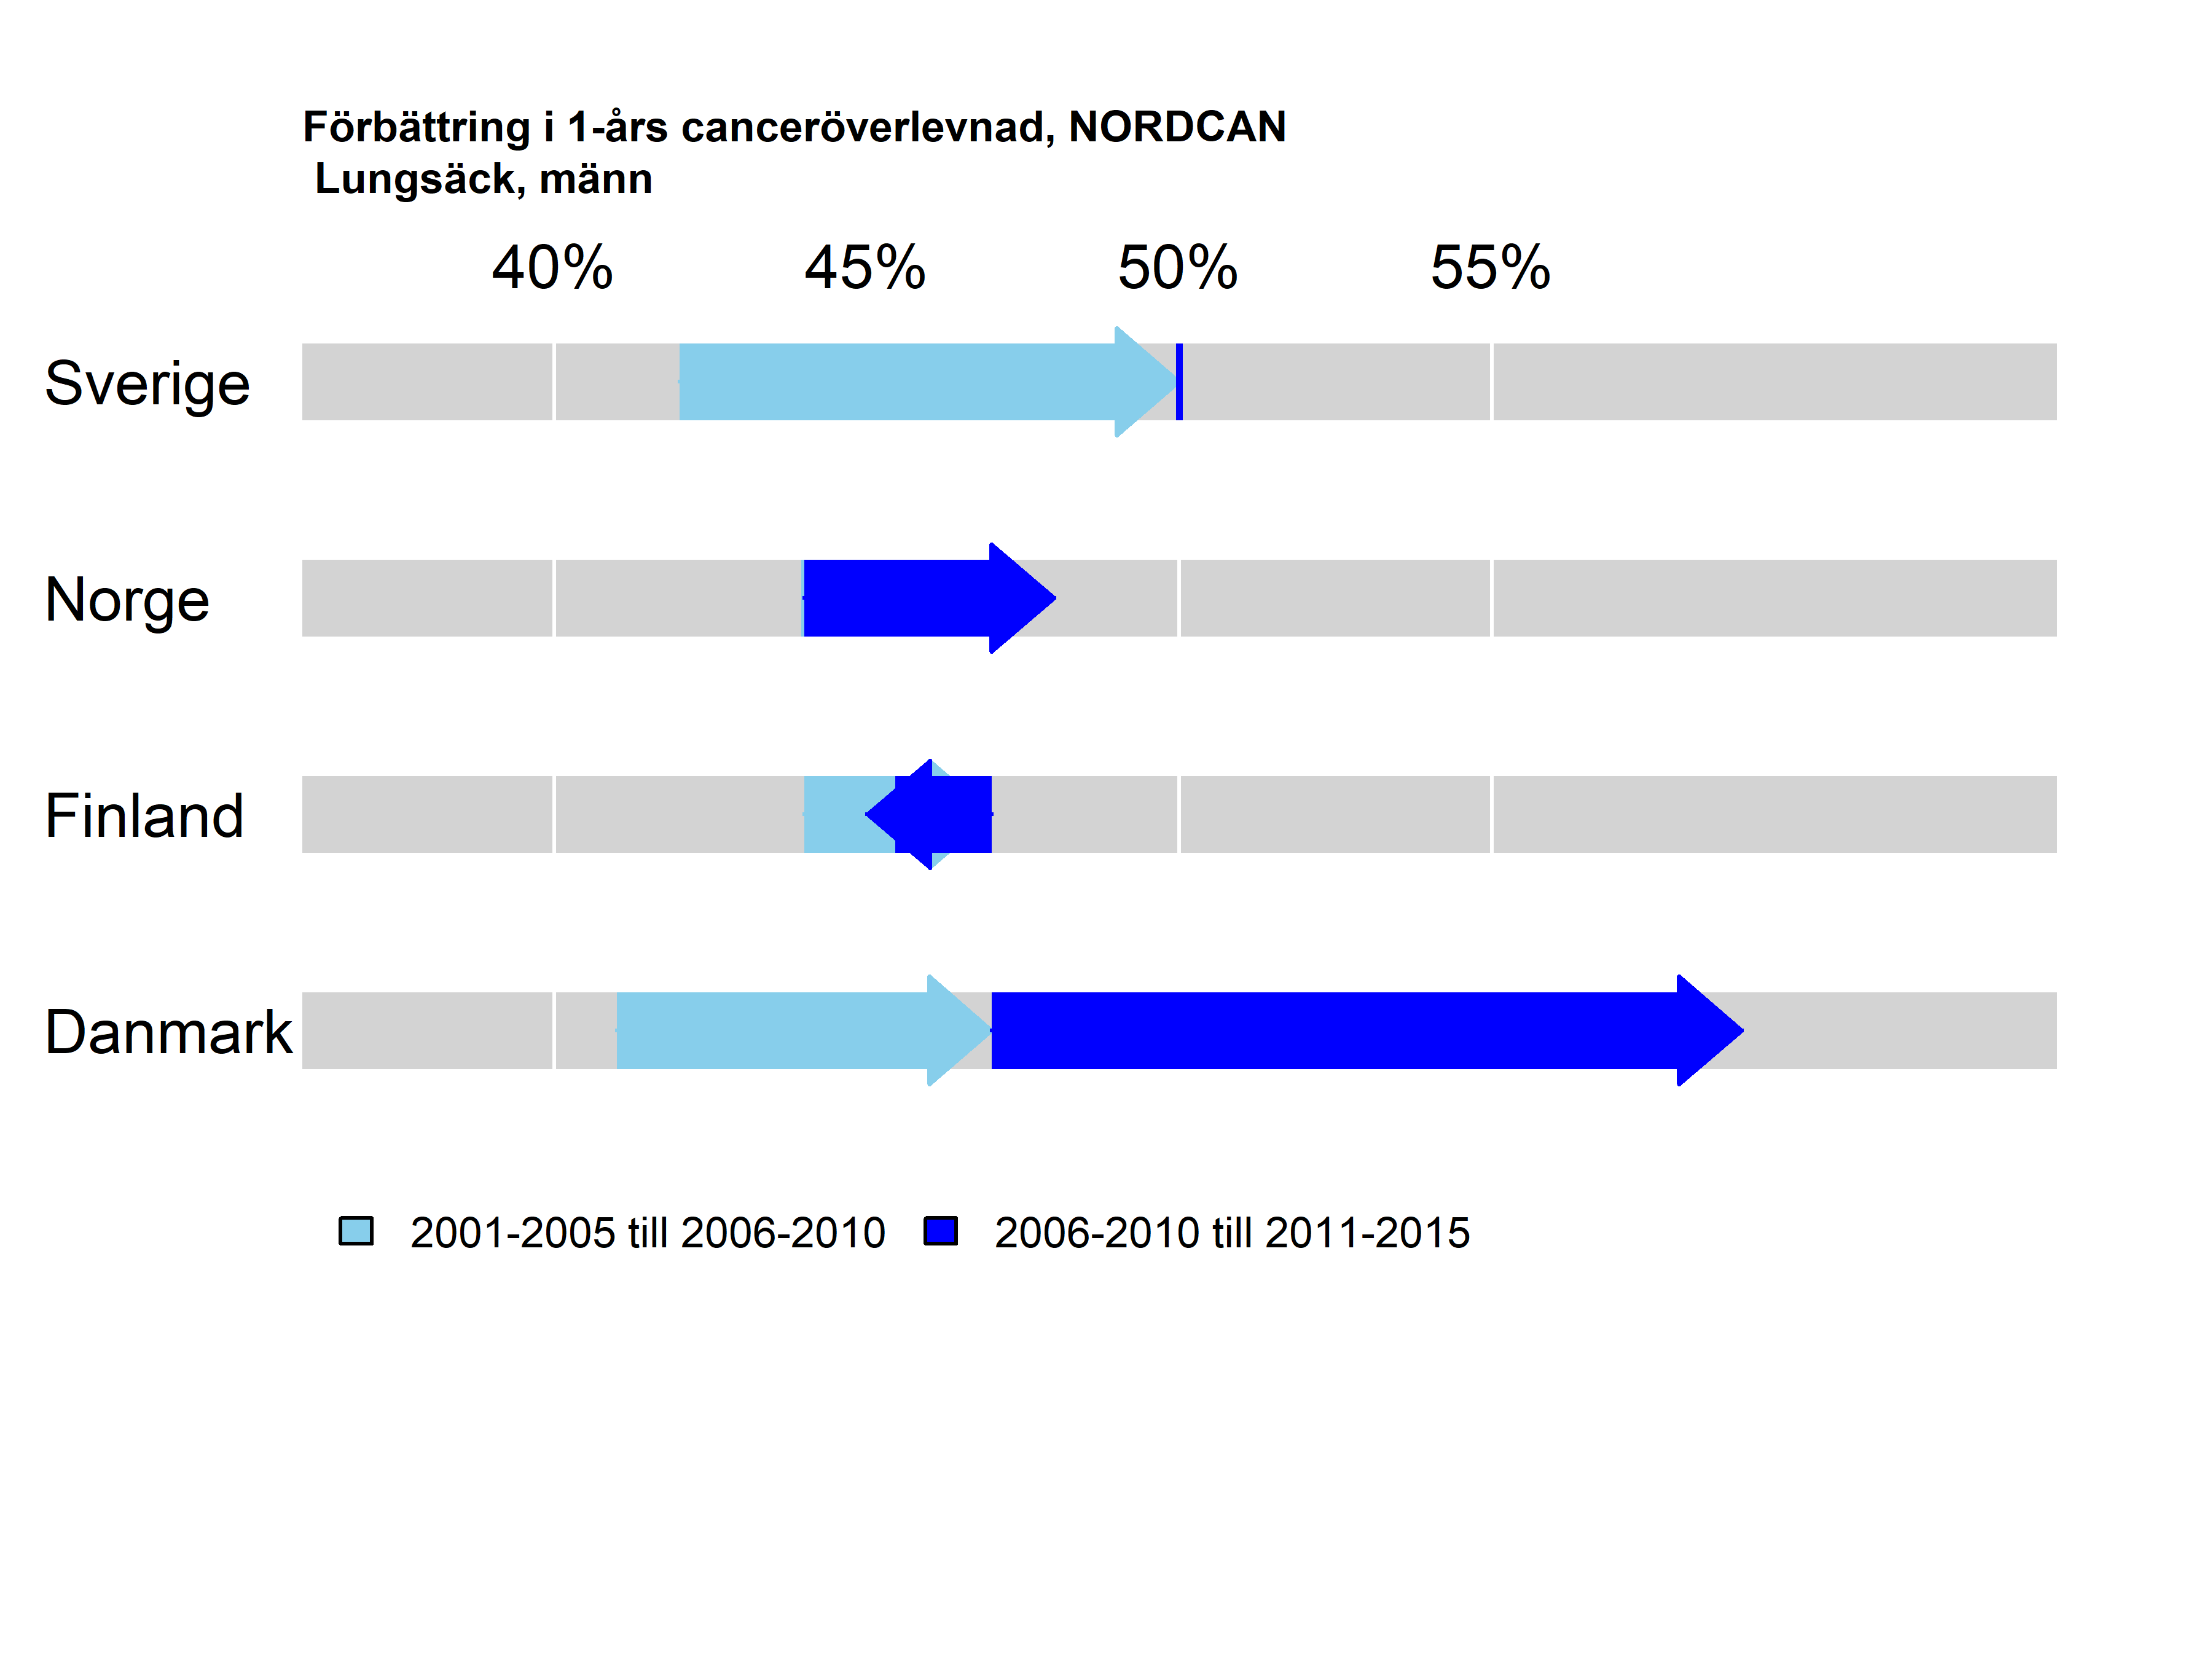 Förbättring i 1-års canceröverlevnad, NORDCAN
Lungsäck, männ
40% 45% 50% 55%
Sverige
Norge
Finland
Danmark
2001-2005 till 2006-2010 2006-2010 till 2011-2015